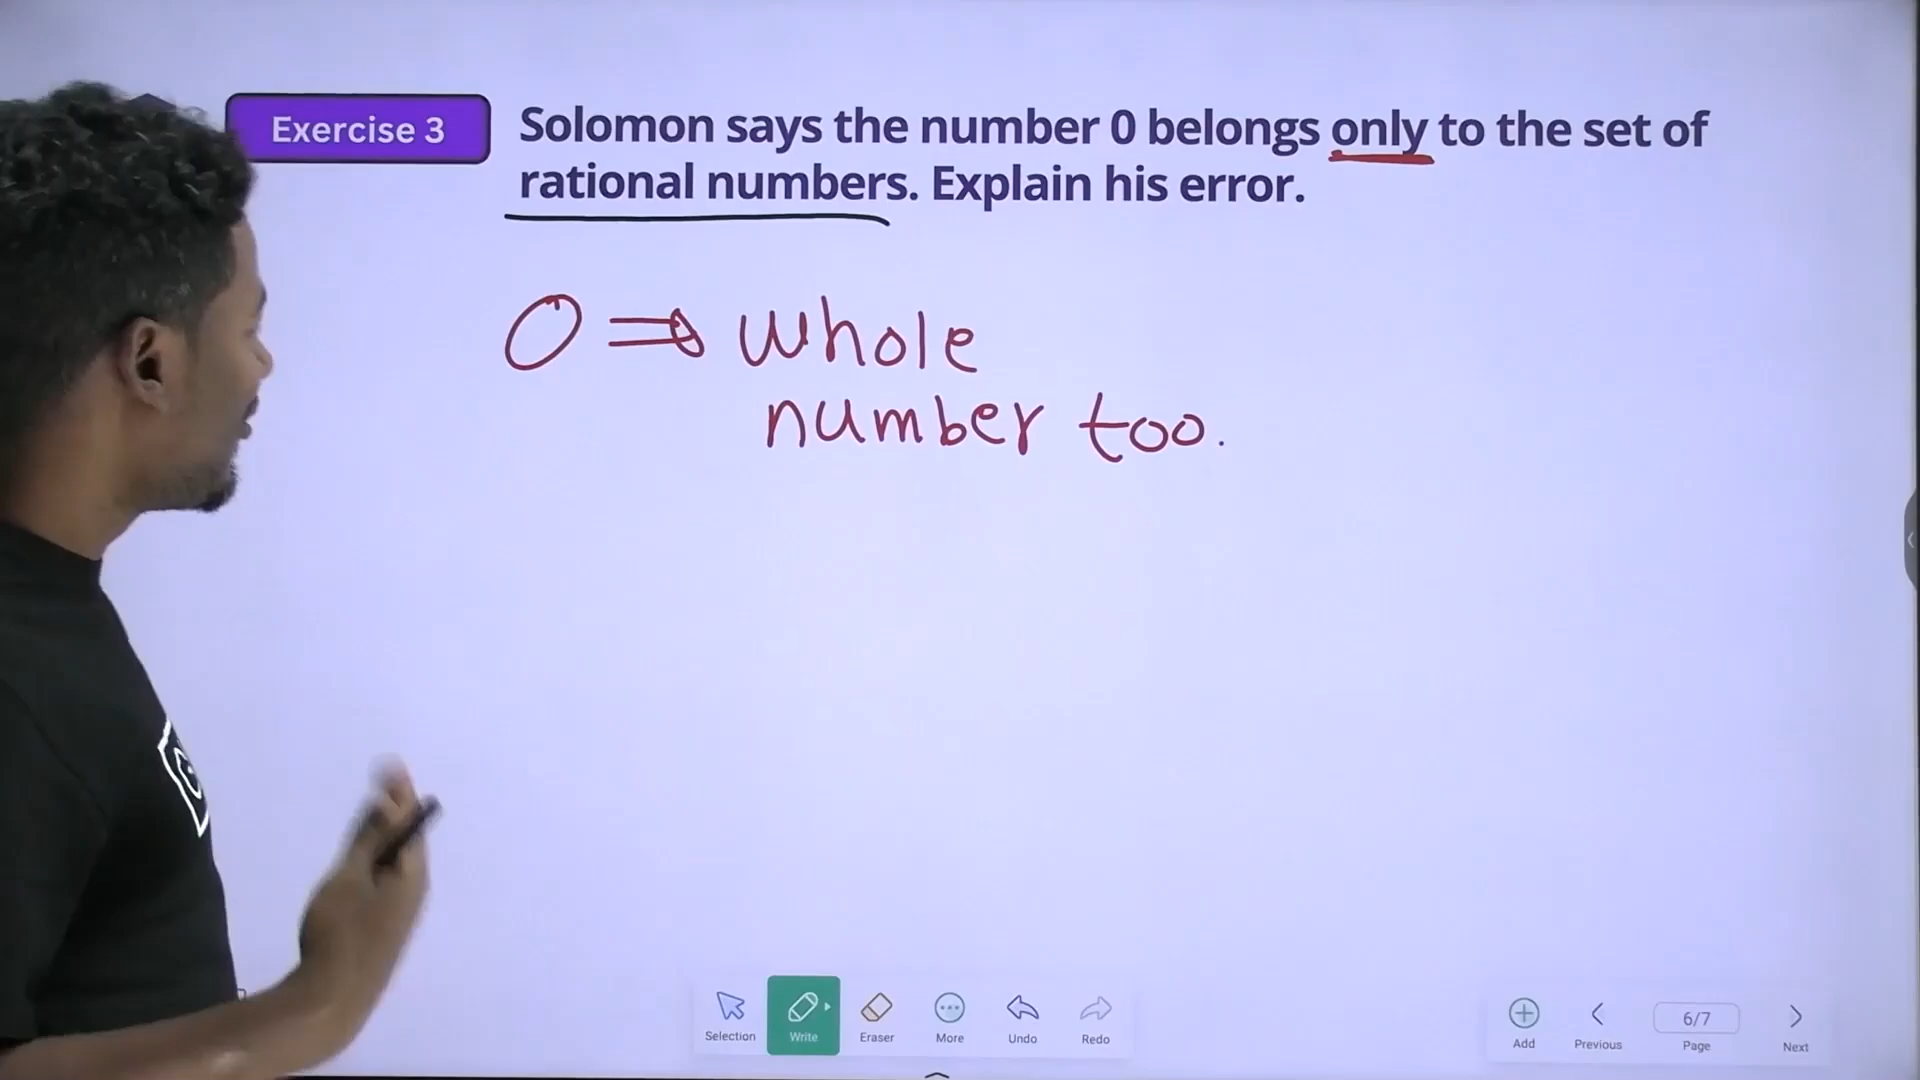 Exercise 3
Solomon says the number 0 belongs only to the set of
rational numbers. Explain his error.
0 ⇒ whole
number too.
Selection
Write
Eraser
More
Undo
Redo
Add
Previous
6/7
Page
Next